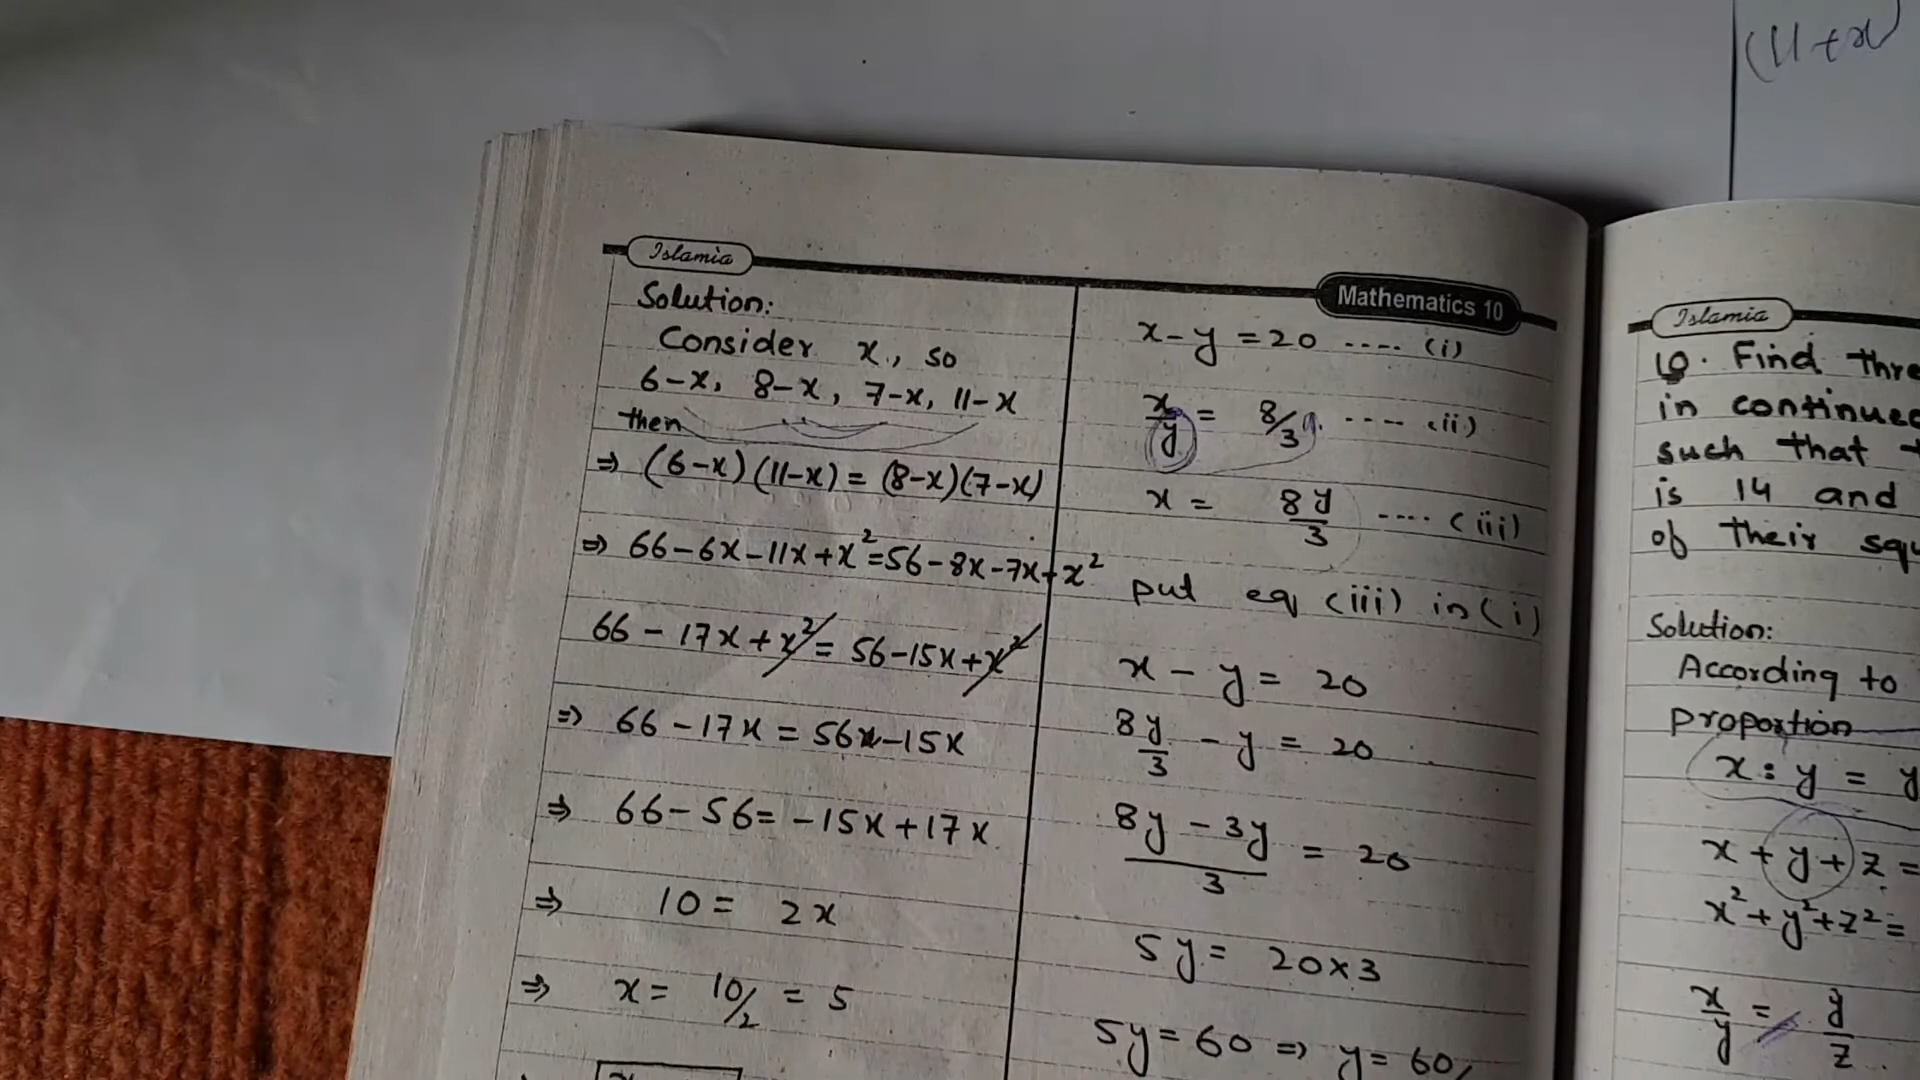 (11+x)
Islamia
Mathematics 10
Solution:
Consider x, so
6-x, 8-x, 7-x, 11-x
then
⇒ (6-x)(11-x) = (8-x)(7-x)
⇒ 66-6x-11x+x²=56-8x-7x+x²
66-17x+x²=56-15x+x²
⇒ 66-17x=56x-15x
⇒ 66-56=-15x+17x
⇒ 10= 2x
⇒ x= 10/2 = 5
x-y=20 .... (i)
x/y = 8/3 .... (ii)
x = 8y/3 .... (iii)
put eq (iii) in (i)
x - y = 20
8y/3 - y = 20
8y-3y/3 = 20
5y= 20×3
5y=60 ⇒ y= 60/
Islamia
10. Find thre
in continued
such that t
is 14 and
of their squ
Solution:
According to
proportion
x:y = y
x+y+z=
x²+y²+z²=
x/y = y/z